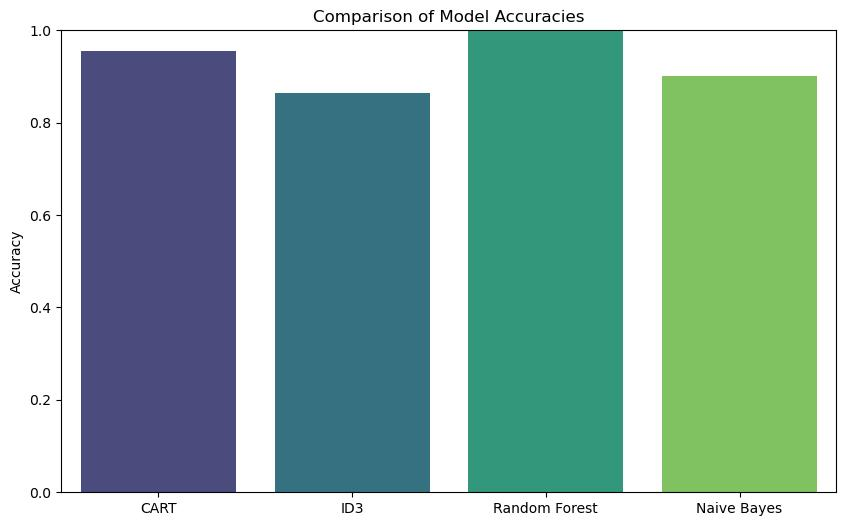 Comparison of Model Accuracies
1.0
0.8
0.6
0.4
0.2
0.0
Accuracy
CART
ID3
Random Forest
Naive Bayes